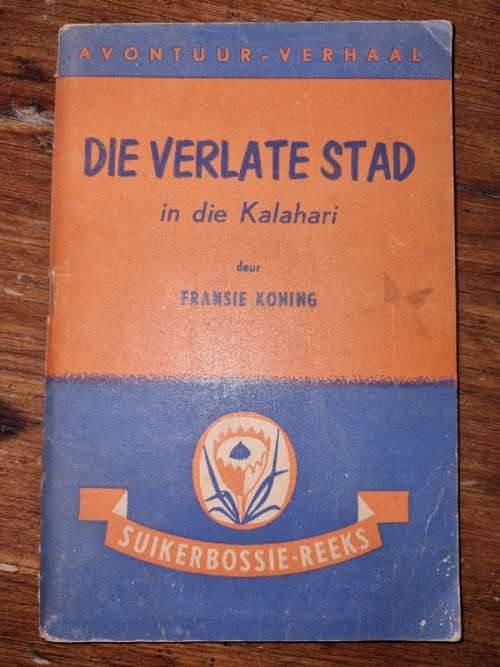 AVONTUUR-VERHAAL
DIE VERLATE STAD
in die Kalahari
deur
FRANSIE KONING
SUIKERBOSSIE-REEKS